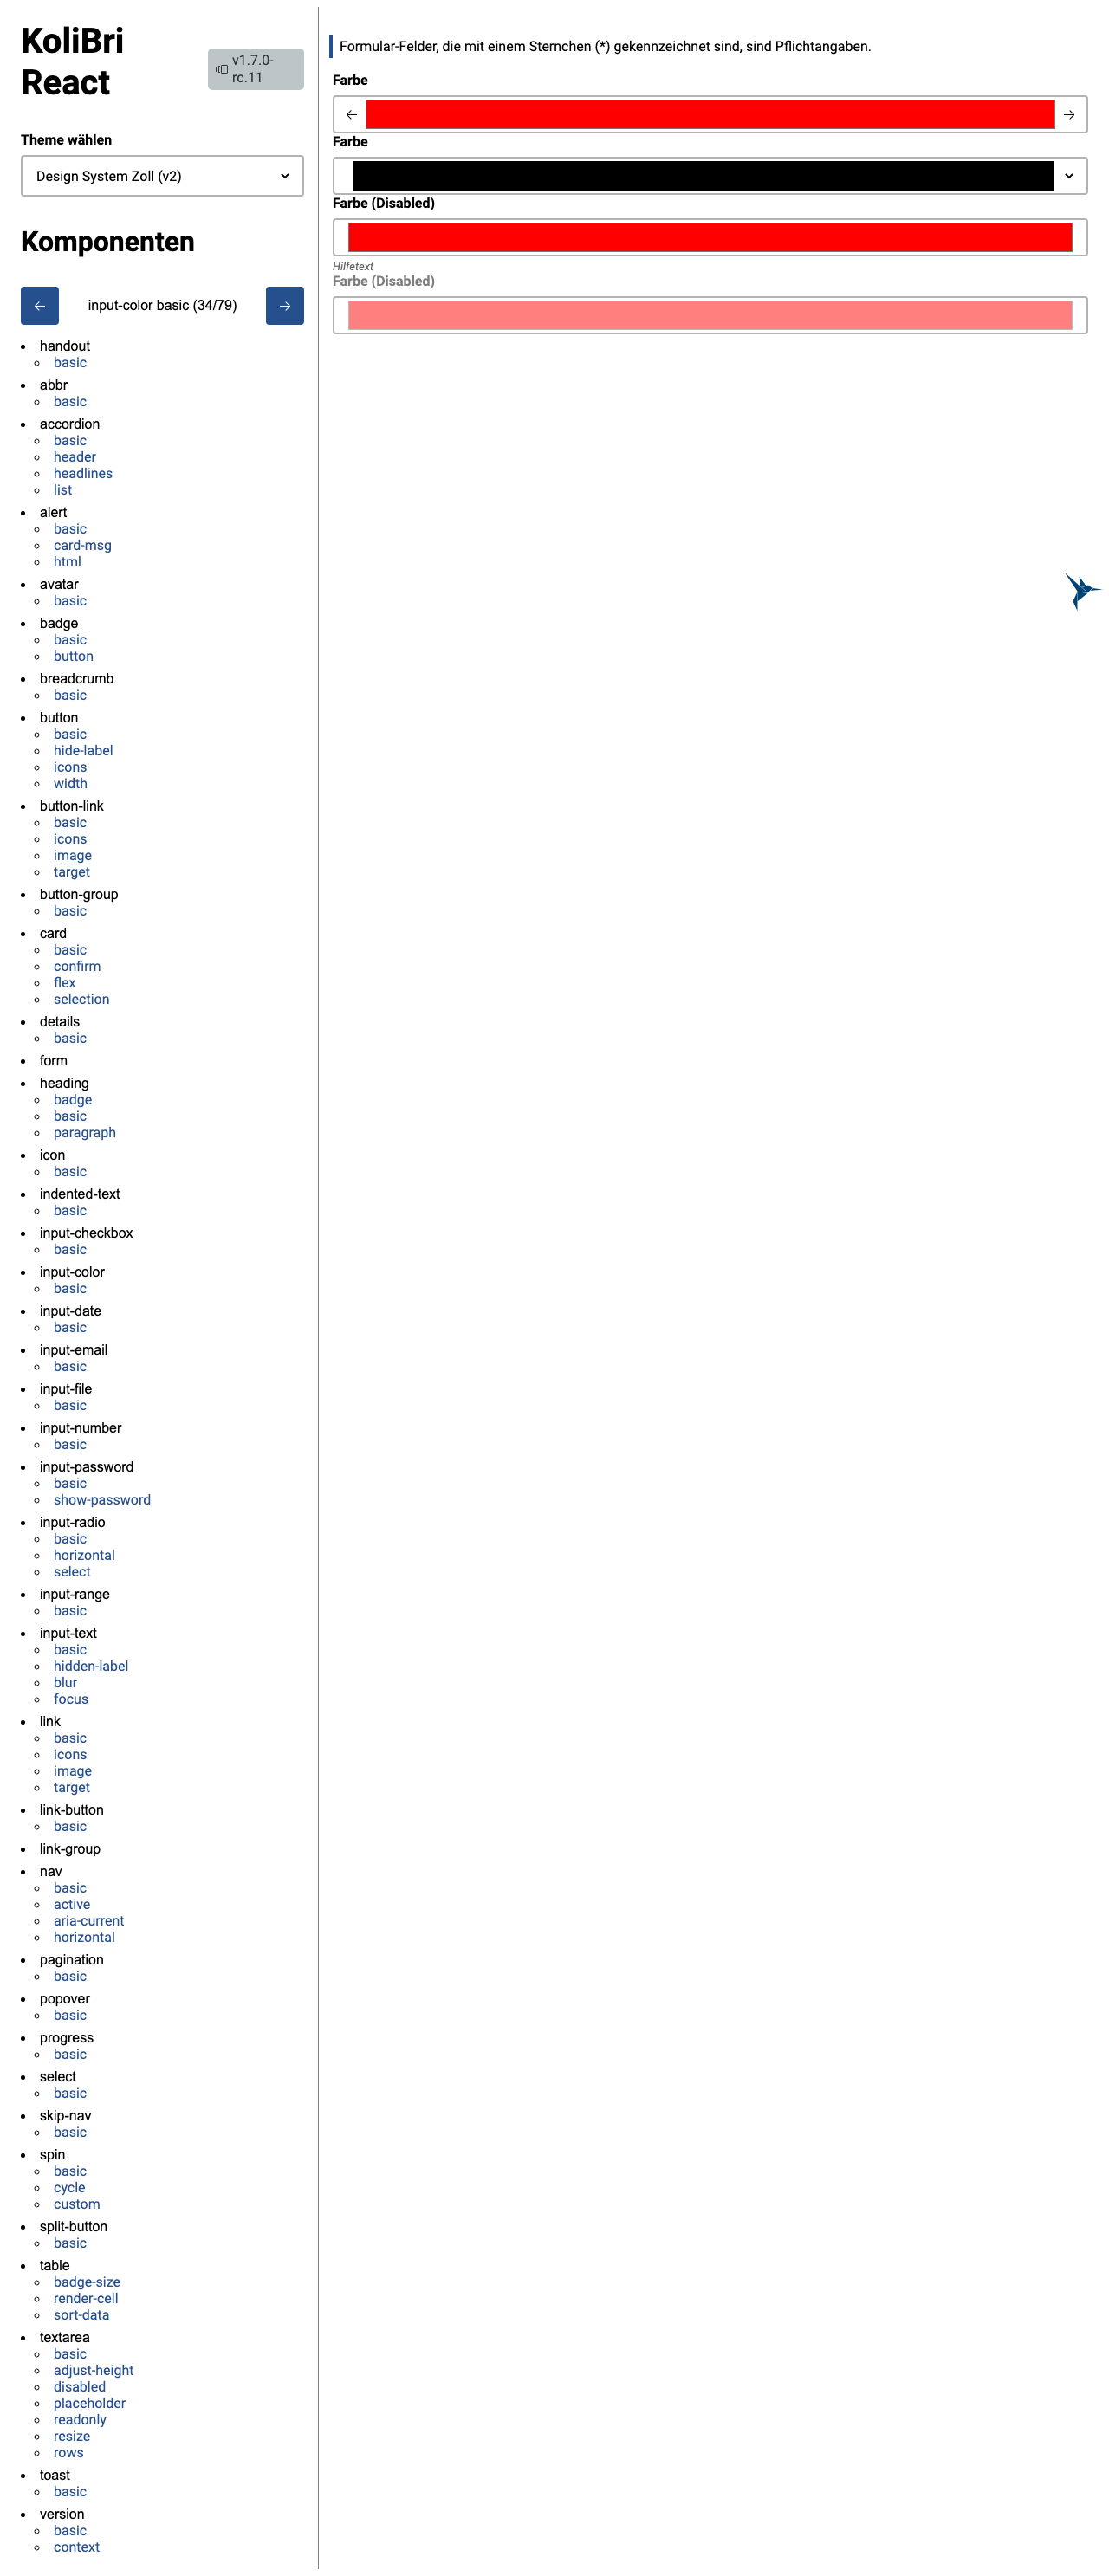 KoliBri
React
v1.7.0-
rc.11
Theme wählen
Design System Zoll (v2)
Komponenten
←
input-color basic (34/79)
→
handout
basic
abbr
basic
accordion
basic
header
headlines
list
alert
basic
card-msg
html
avatar
basic
badge
basic
button
breadcrumb
basic
button
basic
hide-label
icons
width
button-link
basic
icons
image
target
button-group
basic
card
basic
confirm
flex
selection
details
basic
form
heading
badge
basic
paragraph
icon
basic
indented-text
basic
input-checkbox
basic
input-color
basic
input-date
basic
input-email
basic
input-file
basic
input-number
basic
input-password
basic
show-password
input-radio
basic
horizontal
select
input-range
basic
input-text
basic
hidden-label
blur
focus
link
basic
icons
image
target
link-button
basic
link-group
nav
basic
active
aria-current
horizontal
pagination
basic
popover
basic
progress
basic
select
basic
skip-nav
basic
spin
basic
cycle
custom
split-button
basic
table
badge-size
render-cell
sort-data
textarea
basic
adjust-height
disabled
placeholder
readonly
resize
rows
toast
basic
version
basic
context
Formular-Felder, die mit einem Sternchen (*) gekennzeichnet sind, sind Pflichtangaben.
Farbe
← →
Farbe
Farbe (Disabled)
Hilfetext
Farbe (Disabled)